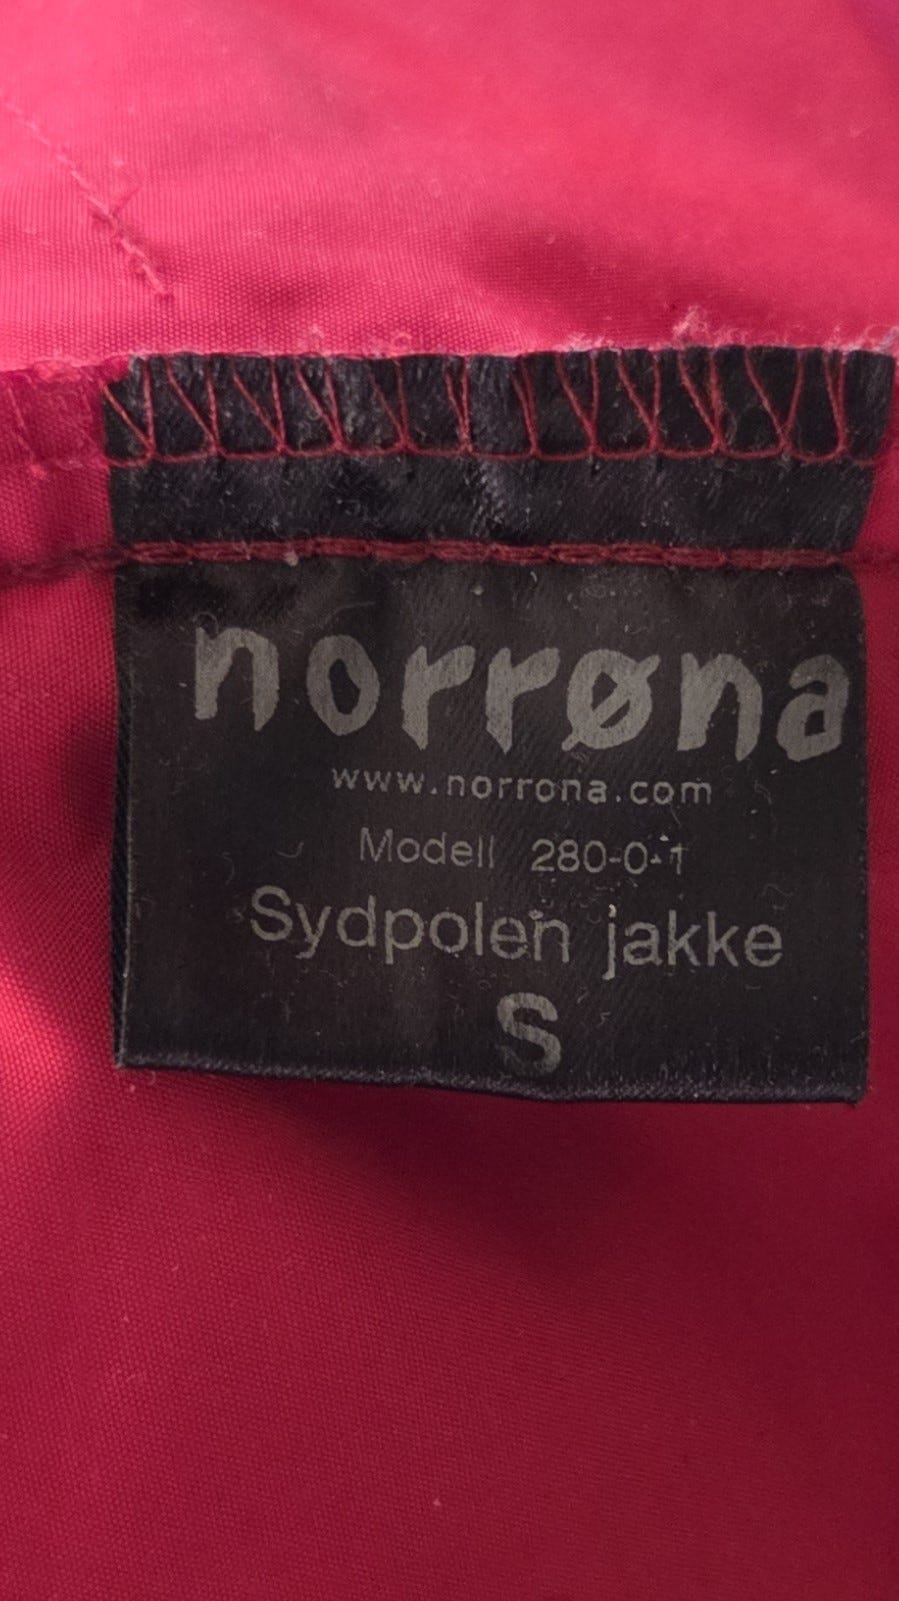 norrøna
www.norrona.com
Modell 280-0-1
Sydpolen jakke
S